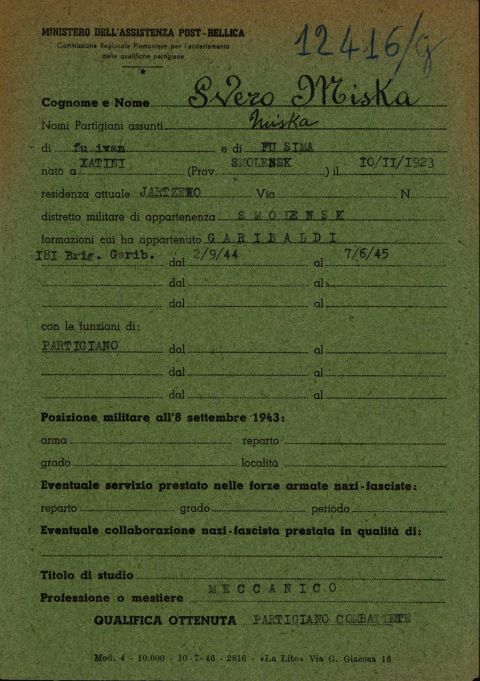 MINISTERO DELL'ASSISTENZA POST-BELLICA
Commissione Regionale Piemontese per l'accertamento
delle qualifiche partigiane
12416/G
Cognome e Nome SVero Miska
Nomi Partigiani assunti Miska
di fu ivan e di FU SIMA
nato a XATINI (Prov. SMOLENSK ) il 10/II/1923
residenza attuale JARTZEWO Via N.
distretto militare di appartenenza SMOIENSK
formazioni cui ha appartenuto GARIBALDI
ISI Brig. Garib. dal 2/9/44 al 7/6/45
dal al
dal al
con le funzioni di:
PARTIGIANO dal al
dal al
dal al
Posizione militare all'8 settembre 1943:
arma reparto
grado località
Eventuale servizio prestato nelle forze armate nazi-fasciste:
reparto grado periodo
Eventuale collaborazione nazi-fascista prestata in qualità di:
Titolo di studio
Professione o mestiere MECCANICO
QUALIFICA OTTENUTA PARTIGIANO COMBATTETE
Mod. 4 - 10.000 - 10-7-46 - 2816 - «La Lito» Via G. Giacosa 16